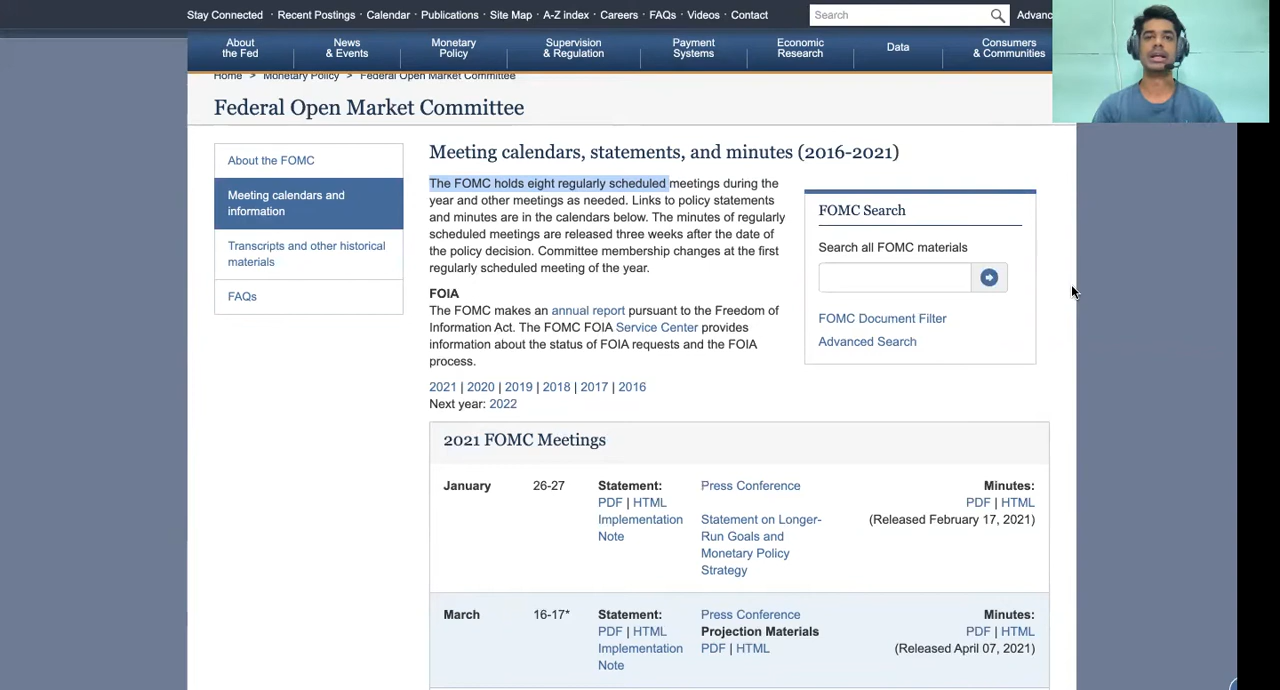 Stay Connected · Recent Postings · Calendar · Publications · Site Map · A-Z index · Careers · FAQs · Videos · Contact
Search
About the Fed
News & Events
Monetary Policy
Supervision & Regulation
Payment Systems
Economic Research
Data
Consumers & Communities
Home > Monetary Policy > Federal Open Market Committee
Federal Open Market Committee
About the FOMC
Meeting calendars and information
Transcripts and other historical materials
FAQs
Meeting calendars, statements, and minutes (2016-2021)
The FOMC holds eight regularly scheduled meetings during the
year and other meetings as needed. Links to policy statements
and minutes are in the calendars below. The minutes of regularly
scheduled meetings are released three weeks after the date of
the policy decision. Committee membership changes at the first
regularly scheduled meeting of the year.
FOIA
The FOMC makes an annual report pursuant to the Freedom of
Information Act. The FOMC FOIA Service Center provides
information about the status of FOIA requests and the FOIA
process.
2021 | 2020 | 2019 | 2018 | 2017 | 2016
Next year: 2022
FOMC Search
Search all FOMC materials
FOMC Document Filter
Advanced Search
2021 FOMC Meetings
January
26-27
Statement:
PDF | HTML
Implementation
Note
Press Conference
Statement on Longer-
Run Goals and
Monetary Policy
Strategy
Minutes:
PDF | HTML
(Released February 17, 2021)
March
16-17*
Statement:
PDF | HTML
Implementation
Note
Press Conference
Projection Materials
PDF | HTML
Minutes:
PDF | HTML
(Released April 07, 2021)